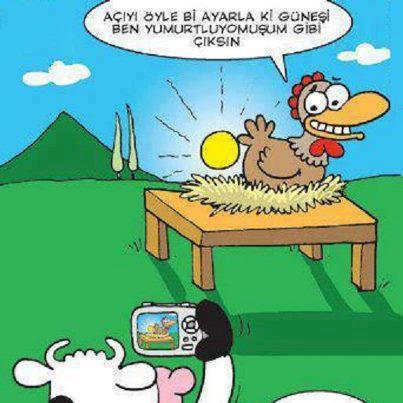 AÇIYI ÖYLE Bİ AYARLA Kİ GÜNEŞİ
BEN YUMURTLUYOMUŞUM GİBİ
ÇIKSIN